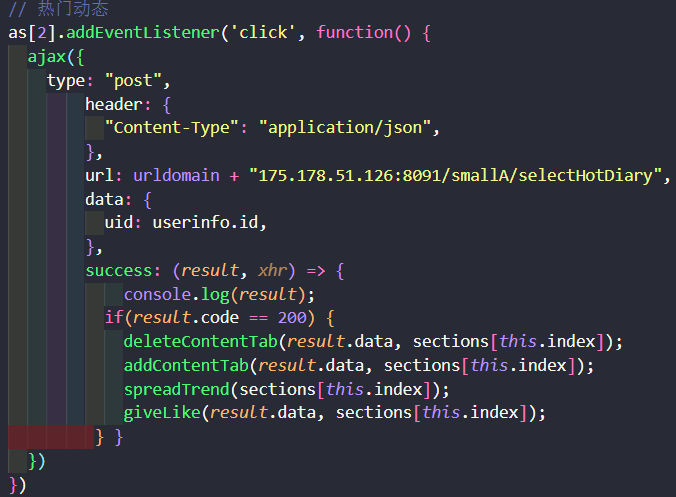 // 热门动态
as[2].addEventListener('click', function() {
ajax({
type: "post",
header: {
"Content-Type": "application/json",
},
url: urldomain + "175.178.51.126:8091/smallA/selectHotDiary",
data: {
uid: userinfo.id,
},
success: (result, xhr) => {
console.log(result);
if(result.code == 200) {
deleteContentTab(result.data, sections[this.index]);
addContentTab(result.data, sections[this.index]);
spreadTrend(sections[this.index]);
giveLike(result.data, sections[this.index]);
} }
})
})